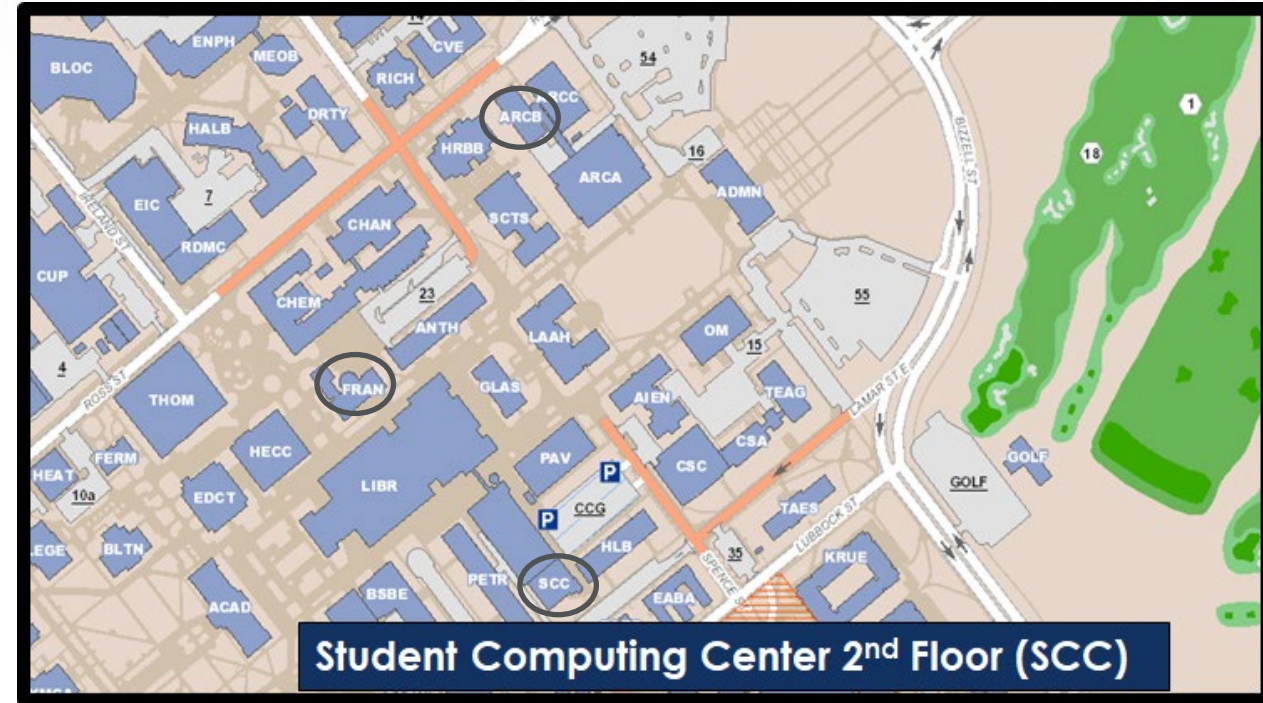 14
54
ENPH
MEOB
CVE
BLOC
RICH
ARCC
ARCB
1
DRTY
HALB
HRBB
16
18
BIZZELL ST
ARCA
ADMN
7
EIC
IRELAND ST
SCTS
CHAN
RDMC
CUP
CHEM
23
55
ANTH
LAAH
OM
15
4
ROSS ST
THOM
FRAN
GLAS
AIEN
TEAG
LAMAR ST E
CSA
HECC
PAV
CSC
GOLF
FERM
HEAT
10a
EDCT
LIBR
P
CCG
GOLF
TAES
P
LUBBOCK ST
BLTN
HLB
35
KRUE
EGE
PETR
SCC
SPENCE ST
BSBE
EABA
ACAD
Student Computing Center 2nd Floor (SCC)